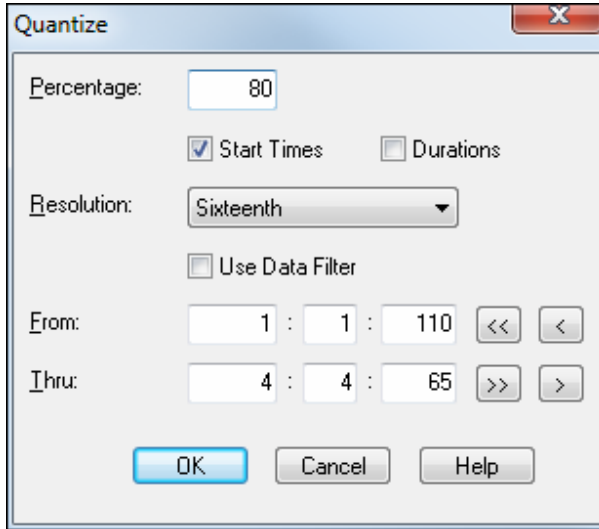 Quantize
Percentage: 80
Start Times Durations
Resolution: Sixteenth
Use Data Filter
From: 1 : 1 : 110 << <
Thru: 4 : 4 : 65 >> >
OK Cancel Help